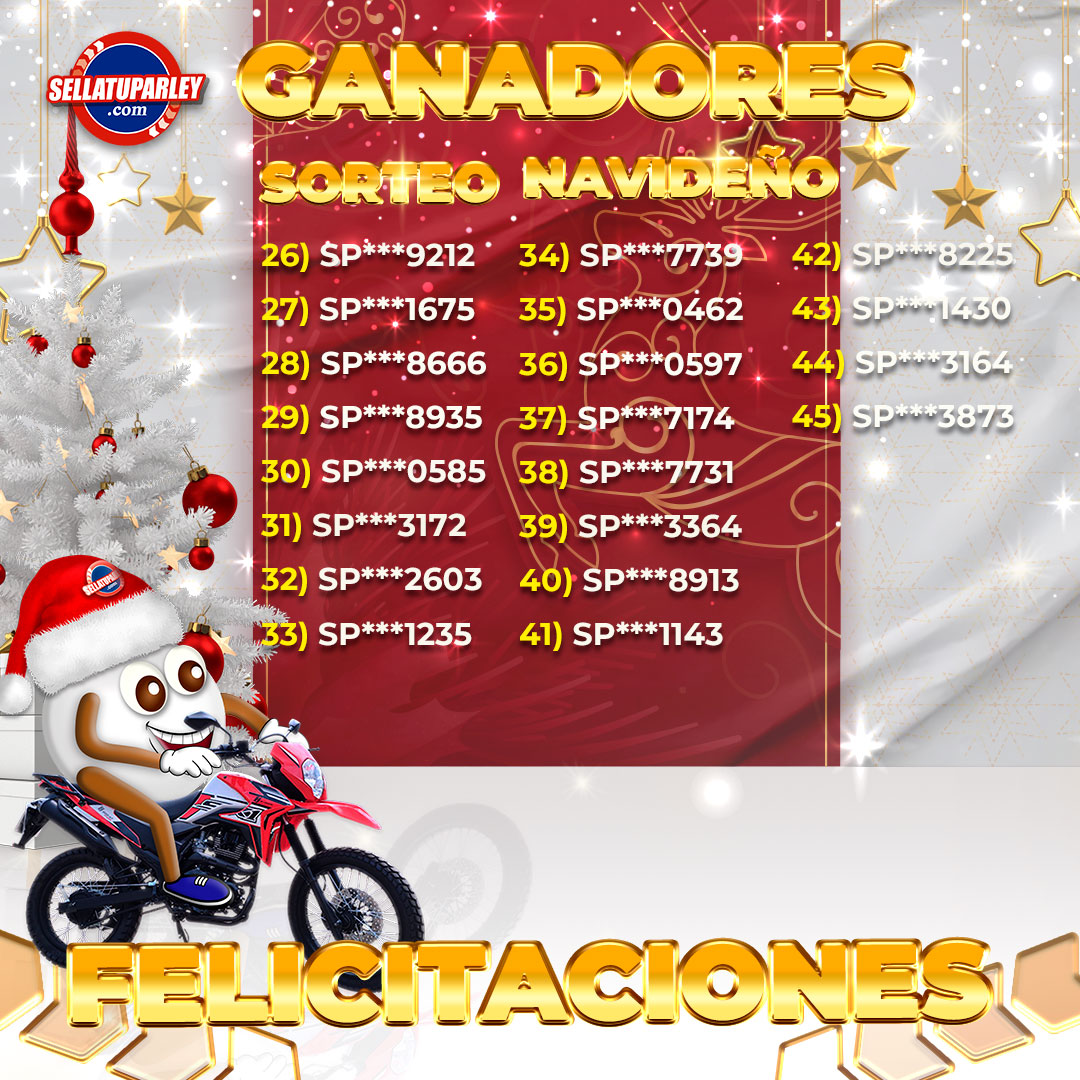 SELLATUPARLEY
.com
GANADORES
SORTEO NAVIDEÑO
26) SP***9212
27) SP***1675
28) SP***8666
29) SP***8935
30) SP***0585
31) SP***3172
32) SP***2603
33) SP***1235
34) SP***7739
35) SP***0462
36) SP***0597
37) SP***7174
38) SP***7731
39) SP***3364
40) SP***8913
41) SP***1143
42) SP***8225
43) SP***1430
44) SP***3164
45) SP***3873
SELLATUPARLEY
FELICITACIONES